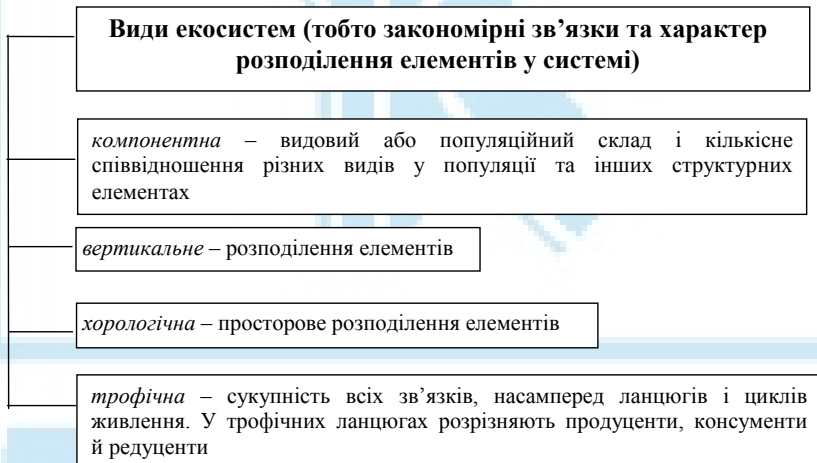 Види екосистем (тобто закономірні зв’язки та характер
розподілення елементів у системі)
компонентна – видовий або популяційний склад і кількісне
співвідношення різних видів у популяції та інших структурних
елементах
вертикальне – розподілення елементів
хорологічна – просторове розподілення елементів
трофічна – сукупність всіх зв’язків, насамперед ланцюгів і циклів
живлення. У трофічних ланцюгах розрізняють продуценти, консументи
й редуценти